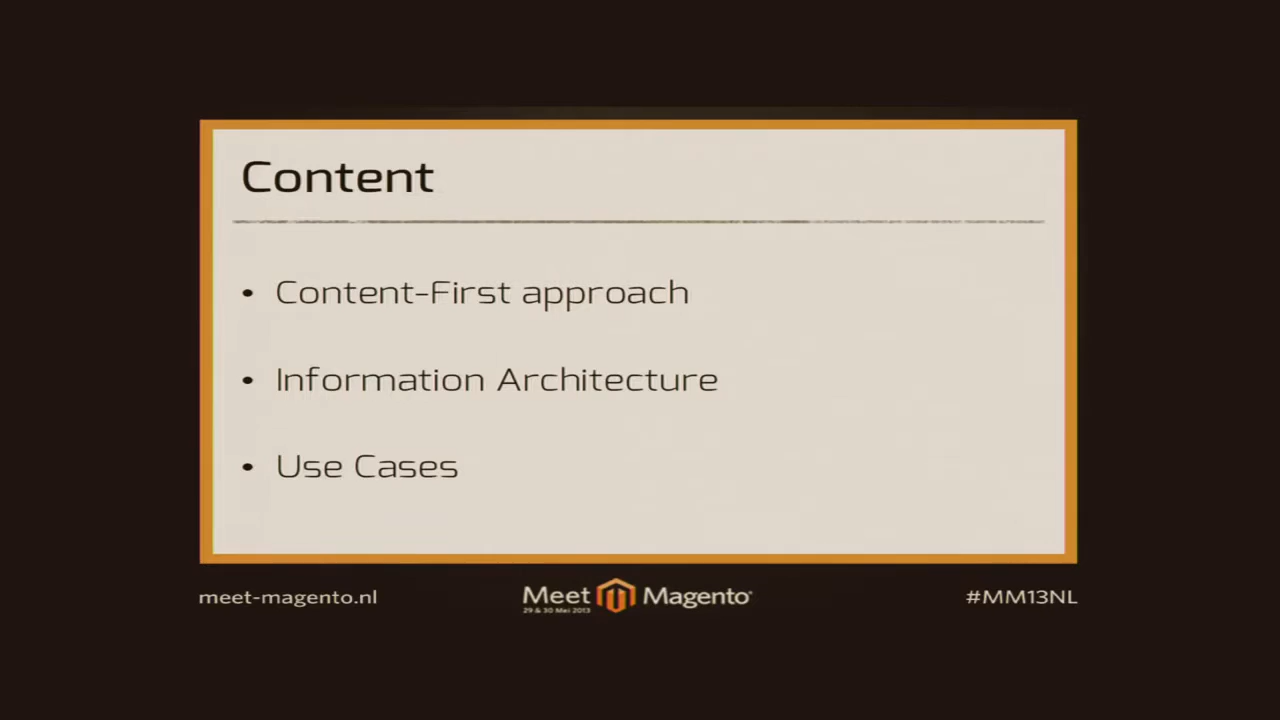 Content
• Content-First approach
• Information Architecture
• Use Cases
meet-magento.nl
Meet Magento®
29 & 30 Mei 2013
#MM13NL